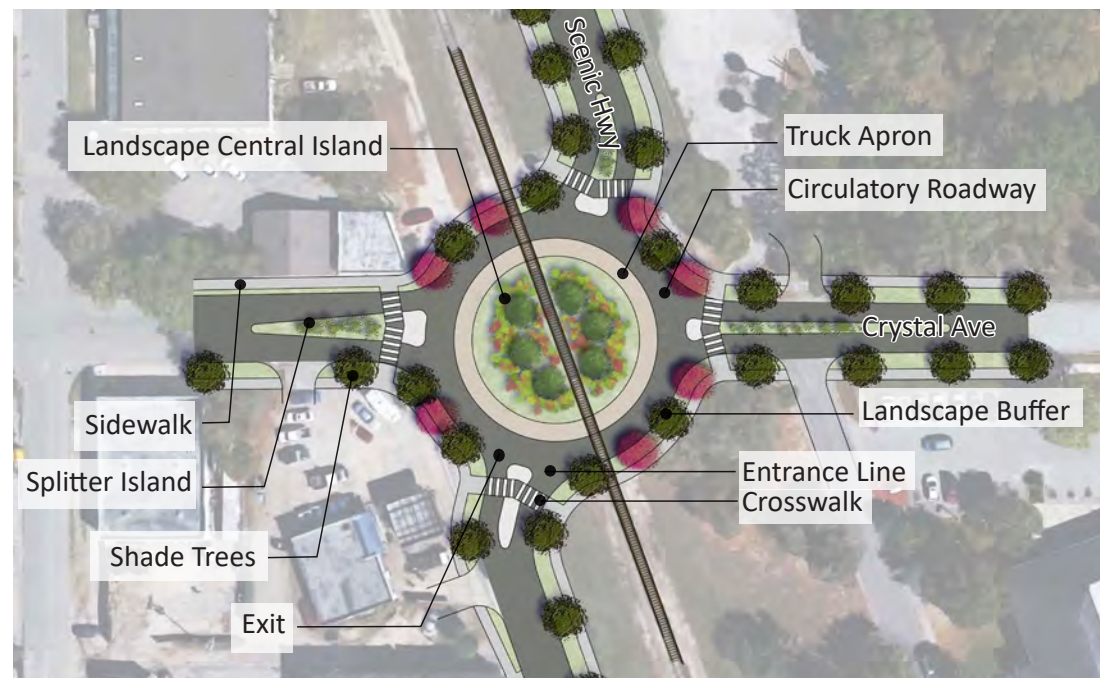 Scenic Hwy
Landscape Central Island
Truck Apron
Circulatory Roadway
Crystal Ave
Sidewalk
Landscape Buffer
Splitter Island
Entrance Line
Crosswalk
Shade Trees
Exit